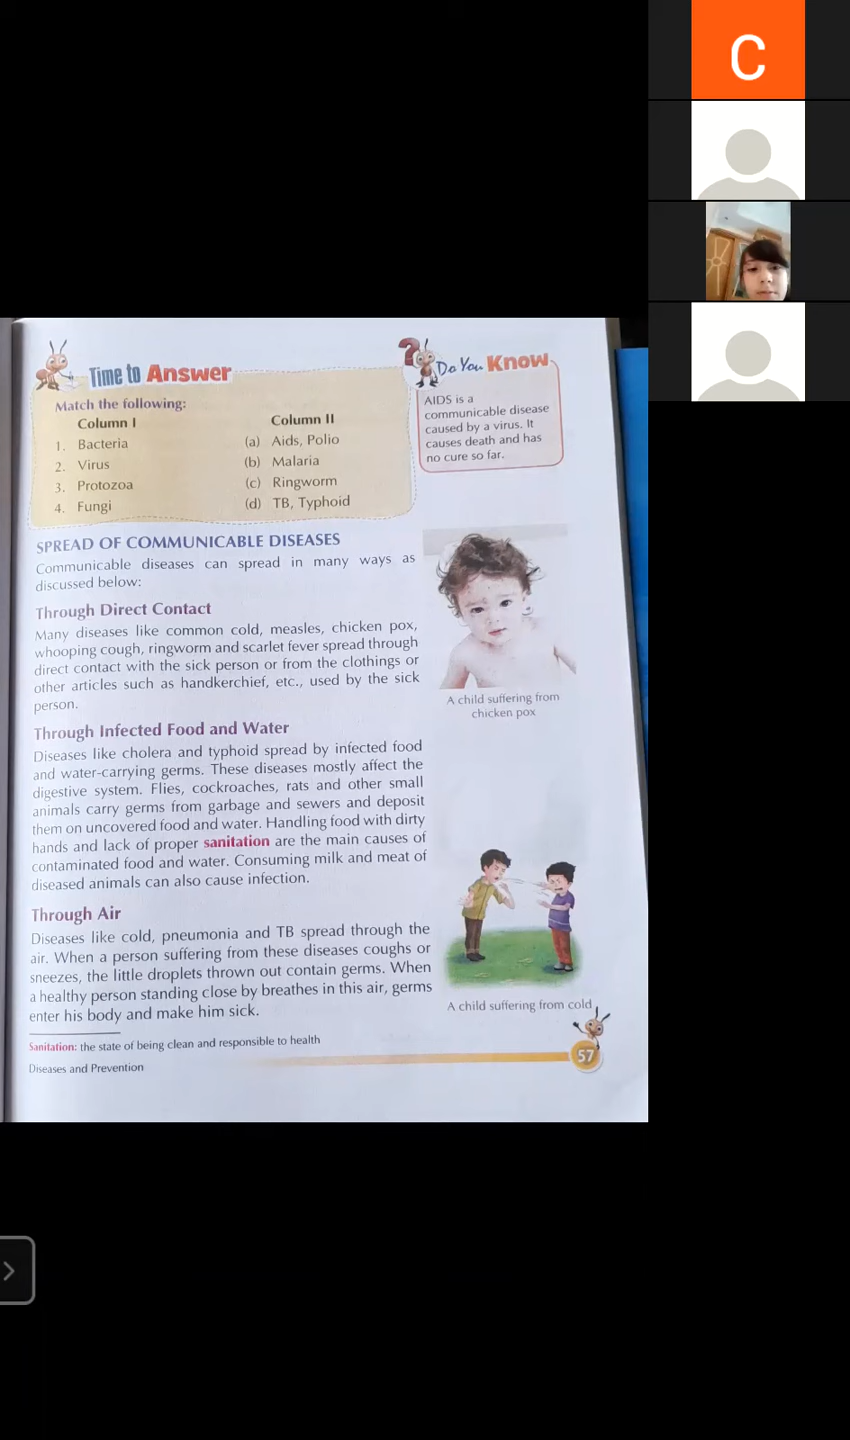 C
Time to Answer
Match the following:
Column I
Column II
1. Bacteria
(a) Aids, Polio
2. Virus
(b) Malaria
3. Protozoa
(c) Ringworm
4. Fungi
(d) TB, Typhoid
?
Do You Know
AIDS is a
communicable disease
caused by a virus. It
causes death and has
no cure so far.
SPREAD OF COMMUNICABLE DISEASES
Communicable diseases can spread in many ways as
discussed below:
Through Direct Contact
Many diseases like common cold, measles, chicken pox,
whooping cough, ringworm and scarlet fever spread through
direct contact with the sick person or from the clothings or
other articles such as handkerchief, etc., used by the sick
person.
A child suffering from
chicken pox
Through Infected Food and Water
Diseases like cholera and typhoid spread by infected food
and water-carrying germs. These diseases mostly affect the
digestive system. Flies, cockroaches, rats and other small
animals carry germs from garbage and sewers and deposit
them on uncovered food and water. Handling food with dirty
hands and lack of proper sanitation are the main causes of
contaminated food and water. Consuming milk and meat of
diseased animals can also cause infection.
Through Air
Diseases like cold, pneumonia and TB spread through the
air. When a person suffering from these diseases coughs or
sneezes, the little droplets thrown out contain germs. When
a healthy person standing close by breathes in this air, germs
enter his body and make him sick.
A child suffering from cold
Sanitation: the state of being clean and responsible to health
Diseases and Prevention
57